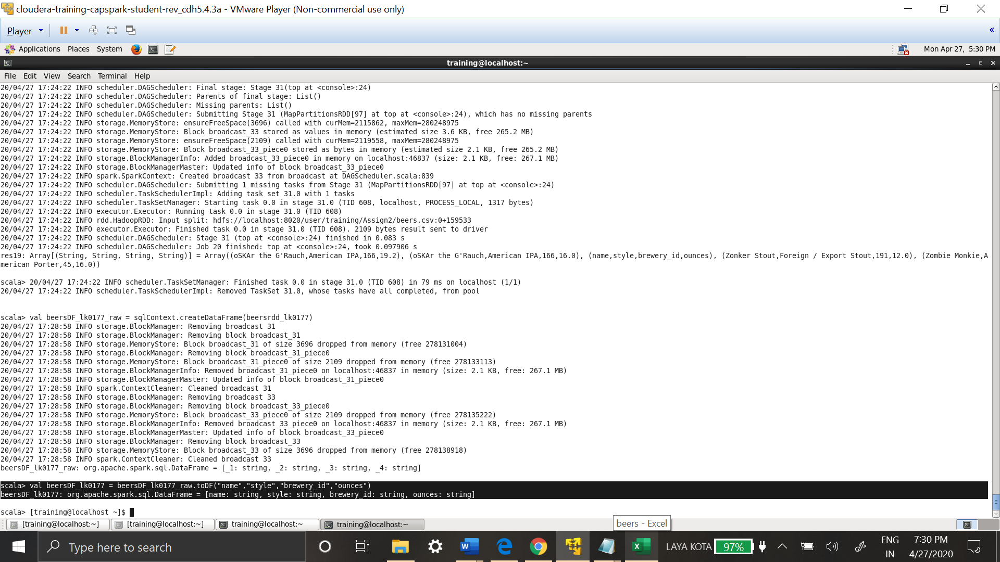 cloudera-training-capspark-student-rev_cdh5.4.3a - VMware Player (Non-commercial use only)
Player
Applications Places System Mon Apr 27, 5:30 PM
training@localhost:~
File Edit View Search Terminal Help
20/04/27 17:24:22 INFO scheduler.DAGScheduler: Final stage: Stage 31(top at <console>:24)
20/04/27 17:24:22 INFO scheduler.DAGScheduler: Parents of final stage: List()
20/04/27 17:24:22 INFO scheduler.DAGScheduler: Missing parents: List()
20/04/27 17:24:22 INFO scheduler.DAGScheduler: Submitting Stage 31 (MapPartitionsRDD[97] at top at <console>:24), which has no missing parents
20/04/27 17:24:22 INFO storage.MemoryStore: ensureFreeSpace(3696) called with curMem=2115862, maxMem=280248975
20/04/27 17:24:22 INFO storage.MemoryStore: Block broadcast_33 stored as values in memory (estimated size 3.6 KB, free 265.2 MB)
20/04/27 17:24:22 INFO storage.MemoryStore: ensureFreeSpace(2109) called with curMem=2119558, maxMem=280248975
20/04/27 17:24:22 INFO storage.MemoryStore: Block broadcast_33_piece0 stored as bytes in memory (estimated size 2.1 KB, free 265.2 MB)
20/04/27 17:24:22 INFO storage.BlockManagerInfo: Added broadcast_33_piece0 in memory on localhost:46837 (size: 2.1 KB, free: 267.1 MB)
20/04/27 17:24:22 INFO storage.BlockManagerMaster: Updated info of block broadcast_33_piece0
20/04/27 17:24:22 INFO spark.SparkContext: Created broadcast 33 from broadcast at DAGScheduler.scala:839
20/04/27 17:24:22 INFO scheduler.DAGScheduler: Submitting 1 missing tasks from Stage 31 (MapPartitionsRDD[97] at top at <console>:24)
20/04/27 17:24:22 INFO scheduler.TaskSchedulerImpl: Adding task set 31.0 with 1 tasks
20/04/27 17:24:22 INFO scheduler.TaskSetManager: Starting task 0.0 in stage 31.0 (TID 608, localhost, PROCESS_LOCAL, 1317 bytes)
20/04/27 17:24:22 INFO executor.Executor: Running task 0.0 in stage 31.0 (TID 608)
20/04/27 17:24:22 INFO rdd.HadoopRDD: Input split: hdfs://localhost:8020/user/training/Assign2/beers.csv:0+159533
20/04/27 17:24:22 INFO executor.Executor: Finished task 0.0 in stage 31.0 (TID 608). 2109 bytes result sent to driver
20/04/27 17:24:22 INFO scheduler.DAGScheduler: Stage 31 (top at <console>:24) finished in 0.083 s
20/04/27 17:24:22 INFO scheduler.DAGScheduler: Job 20 finished: top at <console>:24, took 0.097906 s
res19: Array[(String, String, String, String)] = Array((oSKAr the G'Rauch,American IPA,166,19.2), (oSKAr the G'Rauch,American IPA,166,16.0), (name,style,brewery_id,ounces), (Zonker Stout,Foreign / Export Stout,191,12.0), (Zombie Monkie,A
merican Porter,45,16.0))
scala> 20/04/27 17:24:22 INFO scheduler.TaskSetManager: Finished task 0.0 in stage 31.0 (TID 608) in 79 ms on localhost (1/1)
20/04/27 17:24:22 INFO scheduler.TaskSchedulerImpl: Removed TaskSet 31.0, whose tasks have all completed, from pool
scala> val beersDF_lk0177_raw = sqlContext.createDataFrame(beersrdd_lk0177)
20/04/27 17:28:58 INFO storage.BlockManager: Removing broadcast 31
20/04/27 17:28:58 INFO storage.BlockManager: Removing block broadcast_31
20/04/27 17:28:58 INFO storage.MemoryStore: Block broadcast_31 of size 3696 dropped from memory (free 278131004)
20/04/27 17:28:58 INFO storage.BlockManager: Removing block broadcast_31_piece0
20/04/27 17:28:58 INFO storage.MemoryStore: Block broadcast_31_piece0 of size 2109 dropped from memory (free 278133113)
20/04/27 17:28:58 INFO storage.BlockManagerInfo: Removed broadcast_31_piece0 on localhost:46837 in memory (size: 2.1 KB, free: 267.1 MB)
20/04/27 17:28:58 INFO storage.BlockManagerMaster: Updated info of block broadcast_31_piece0
20/04/27 17:28:58 INFO spark.ContextCleaner: Cleaned broadcast 31
20/04/27 17:28:58 INFO storage.BlockManager: Removing broadcast 33
20/04/27 17:28:58 INFO storage.BlockManager: Removing block broadcast_33_piece0
20/04/27 17:28:58 INFO storage.MemoryStore: Block broadcast_33_piece0 of size 2109 dropped from memory (free 278135222)
20/04/27 17:28:58 INFO storage.BlockManagerInfo: Removed broadcast_33_piece0 on localhost:46837 in memory (size: 2.1 KB, free: 267.1 MB)
20/04/27 17:28:58 INFO storage.BlockManagerMaster: Updated info of block broadcast_33_piece0
20/04/27 17:28:58 INFO storage.BlockManager: Removing block broadcast_33
20/04/27 17:28:58 INFO storage.MemoryStore: Block broadcast_33 of size 3696 dropped from memory (free 278138918)
20/04/27 17:28:58 INFO spark.ContextCleaner: Cleaned broadcast 33
beersDF_lk0177_raw: org.apache.spark.sql.DataFrame = [_1: string, _2: string, _3: string, _4: string]
scala> val beersDF_lk0177 = beersDF_lk0177_raw.toDF("name","style","brewery_id","ounces")
beersDF_lk0177: org.apache.spark.sql.DataFrame = [name: string, style: string, brewery_id: string, ounces: string]
scala> [training@localhost ~]$
[training@localhost:~] [training@localhost:~] training@localhost:~ training@localhost:~
beers - Excel
Type here to search LAYA KOTA 97% ENG 7:30 PM
IN 4/27/2020